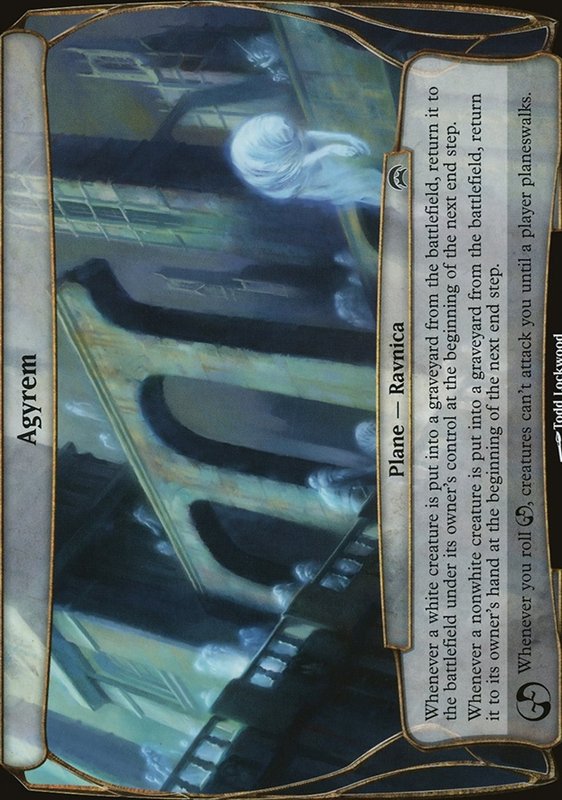 Agyrem
Plane — Ravnica
Whenever a white creature is put into a graveyard from the battlefield, return it to
the battlefield under its owner's control at the beginning of the next end step.
Whenever a nonwhite creature is put into a graveyard from the battlefield, return
it to its owner's hand at the beginning of the next end step.
Whenever you roll , creatures can't attack you until a player planeswalks.
Todd Lockwood